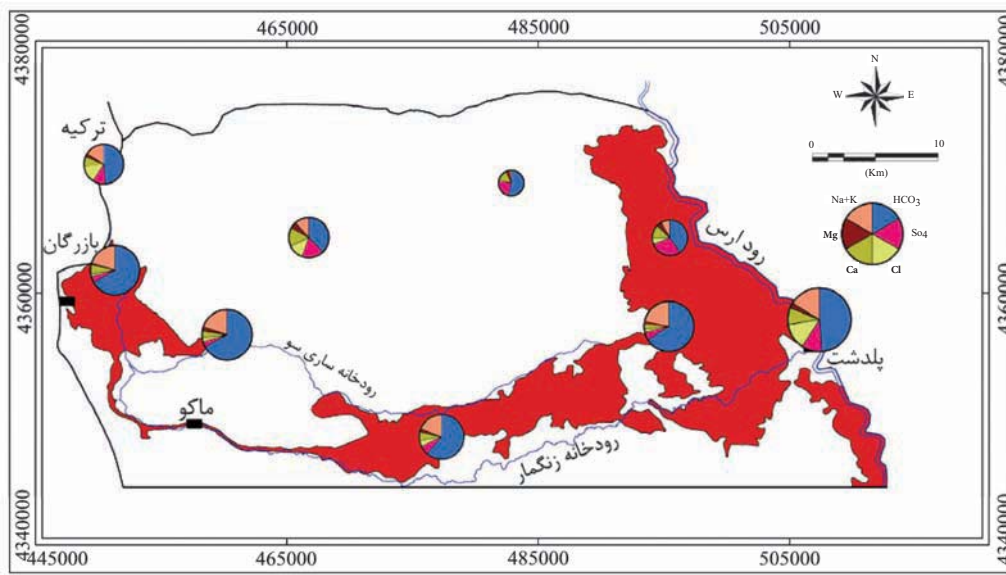 465000
485000
505000
4380000
4380000
N
W
E
0
10
(Km)
Na+K
HCO3
Mg
So4
Ca
Cl
ترکیه
بازرگان
رود ارس
4360000
4360000
رودخانه ساری سو
پلدشت
ماکو
رودخانه زنگمار
4340000
4340000
445000
465000
485000
505000